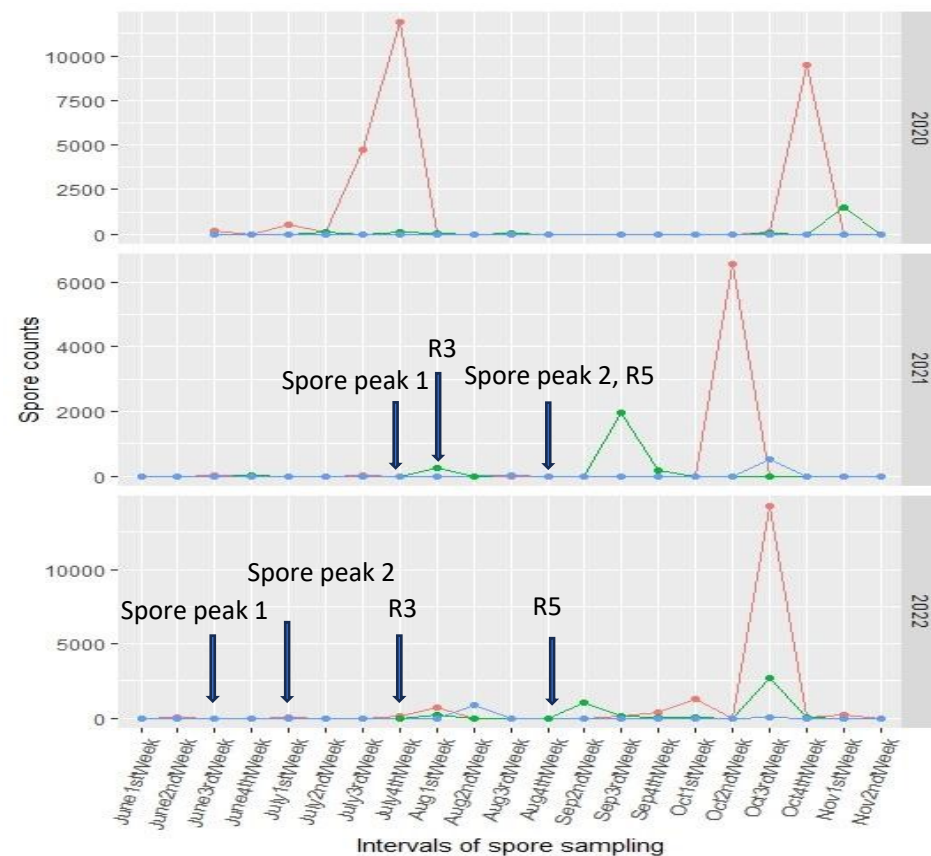 10000
7500
5000
2500
0
2020
Spore counts
6000
4000
2000
0
R3
Spore peak 1
Spore peak 2, R5
2021
10000
5000
0
Spore peak 2
Spore peak 1
R3
R5
2022
June1stWeek
June2ndWeek
June3rdWeek
June4thWeek
July1stWeek
July2ndWeek
July3rdWeek
July4thWeek
Aug1stWeek
Aug2ndWeek
Aug3rdWeek
Aug4thWeek
Sep2ndWeek
Sep3rdWeek
Sep4thWeek
Oct1stWeek
Oct2ndWeek
Oct3rdWeek
Oct4thWeek
Nov1stWeek
Nov2ndWeek
Intervals of spore sampling